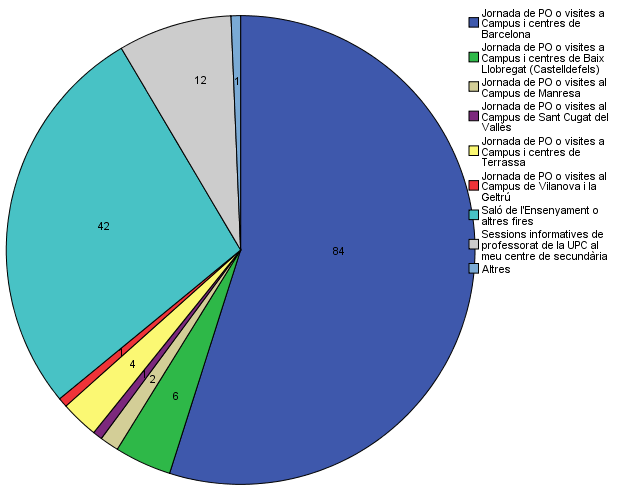 Jornada de PO o visites a
Campus i centres de
Barcelona
Jornada de PO o visites a
Campus i centres de Baix
Llobregat (Castelldefels)
Jornada de PO o visites al
Campus de Manresa
Jornada de PO o visites al
Campus de Sant Cugat del
Vallès
Jornada de PO o visites a
Campus i centres de
Terrassa
Jornada de PO o visites al
Campus de Vilanova i la
Geltrú
Saló de l'Ensenyament o
altres fires
Sessions informatives de
professorat de la UPC al
meu centre de secundària
Altres
84
6
2
1
4
1
42
12
1